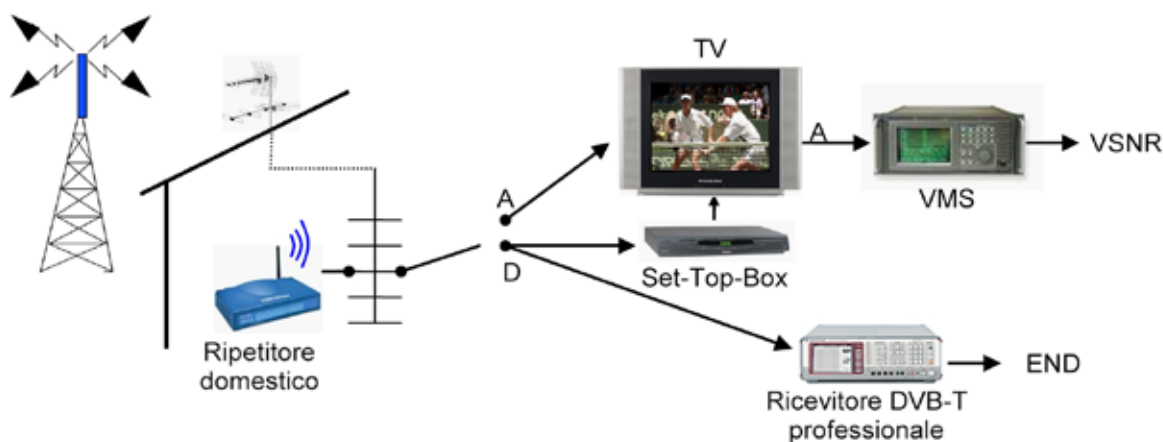 TV
A
VSNR
VMS
A
D
Set-Top-Box
Ripetitore
domestico
END
Ricevitore DVB-T
professionale